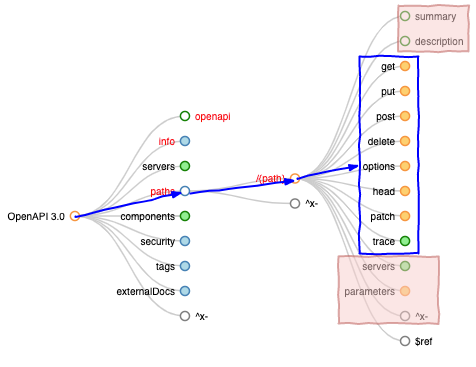 OpenAPI 3.0
openapi
info
servers
paths
components
security
tags
externalDocs
^x-
/{path}
^x-
summary
description
get
put
post
delete
options
head
patch
trace
servers
parameters
^x-
$ref